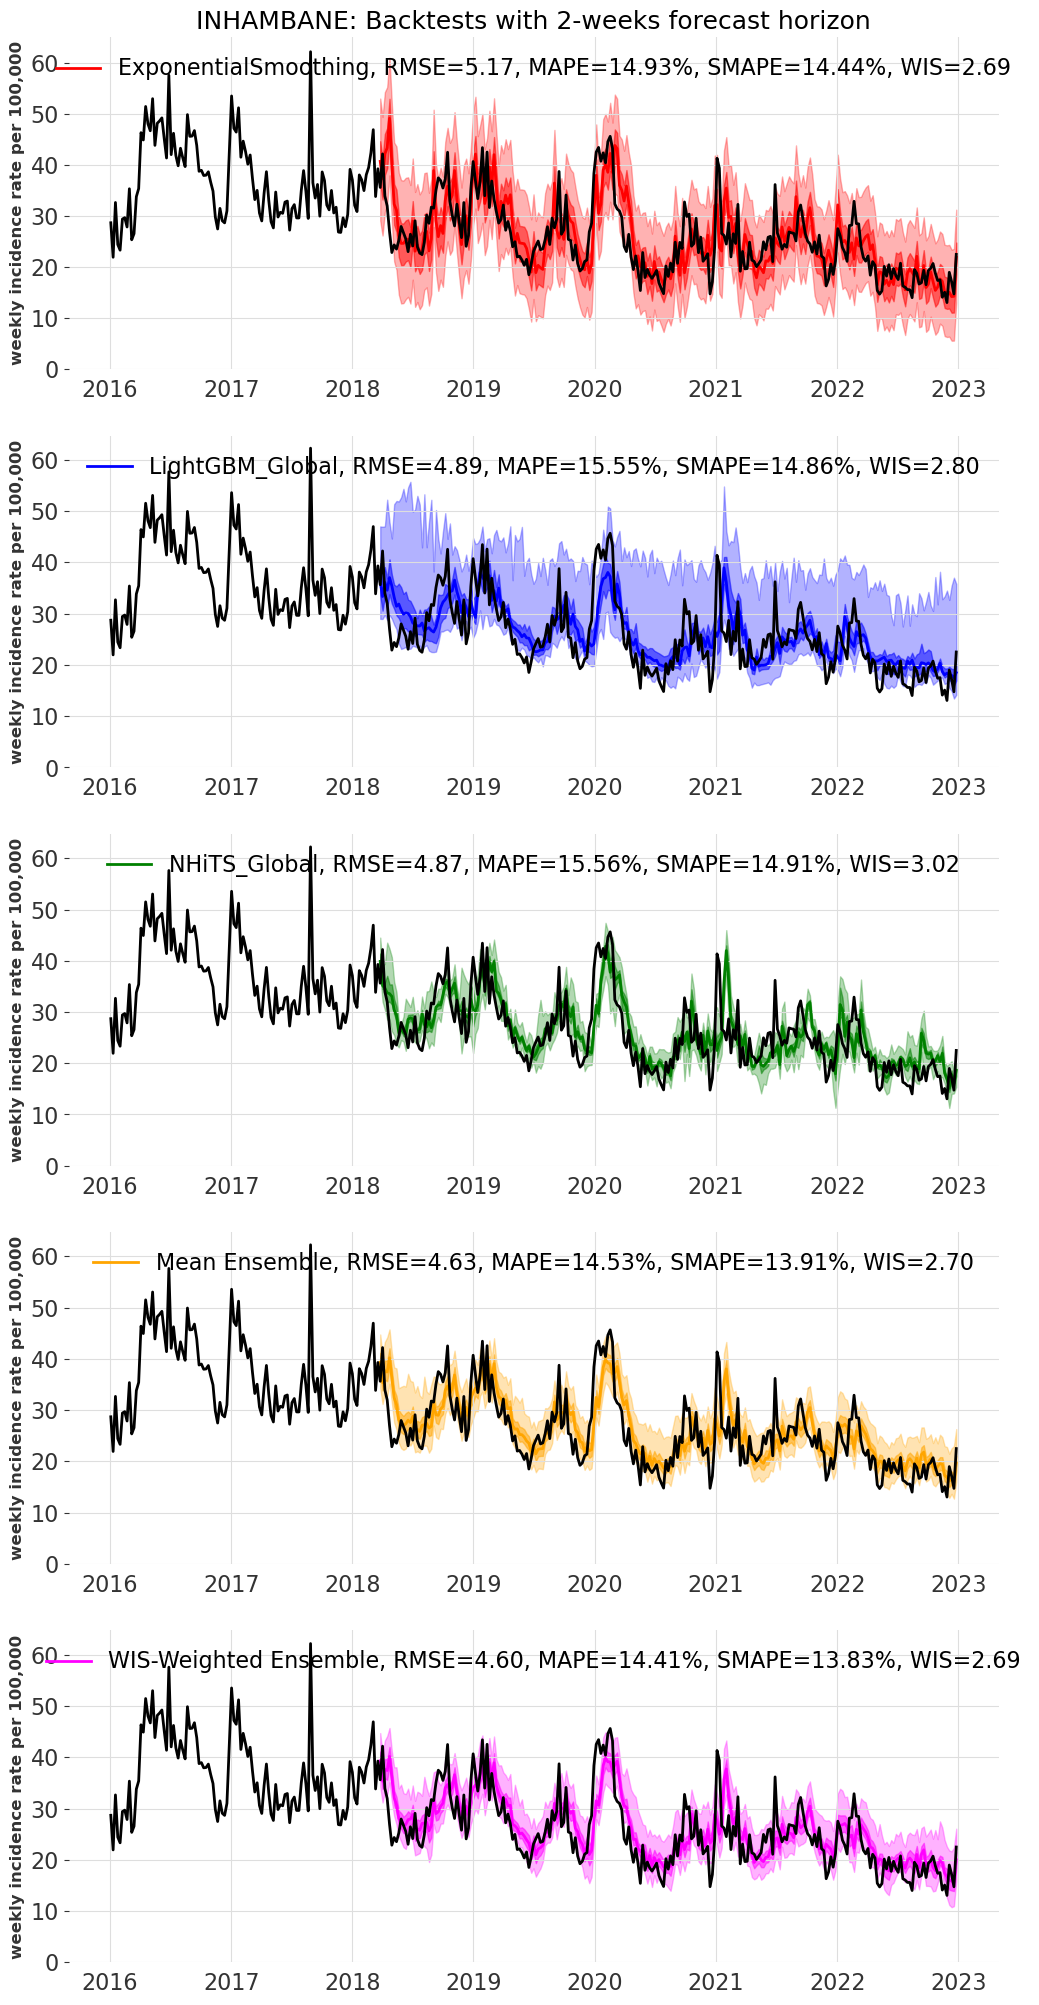 INHAMBANE: Backtests with 2-weeks forecast horizon
ExponentialSmoothing, RMSE=5.17, MAPE=14.93%, SMAPE=14.44%, WIS=2.69
weekly incidence rate per 100,000
60
50
40
30
20
10
0
2016 2017 2018 2019 2020 2021 2022 2023
LightGBM_Global, RMSE=4.89, MAPE=15.55%, SMAPE=14.86%, WIS=2.80
weekly incidence rate per 100,000
60
50
40
30
20
10
0
2016 2017 2018 2019 2020 2021 2022 2023
NHiTS_Global, RMSE=4.87, MAPE=15.56%, SMAPE=14.91%, WIS=3.02
weekly incidence rate per 100,000
60
50
40
30
20
10
0
2016 2017 2018 2019 2020 2021 2022 2023
Mean Ensemble, RMSE=4.63, MAPE=14.53%, SMAPE=13.91%, WIS=2.70
weekly incidence rate per 100,000
60
50
40
30
20
10
0
2016 2017 2018 2019 2020 2021 2022 2023
WIS-Weighted Ensemble, RMSE=4.60, MAPE=14.41%, SMAPE=13.83%, WIS=2.69
weekly incidence rate per 100,000
60
50
40
30
20
10
0
2016 2017 2018 2019 2020 2021 2022 2023